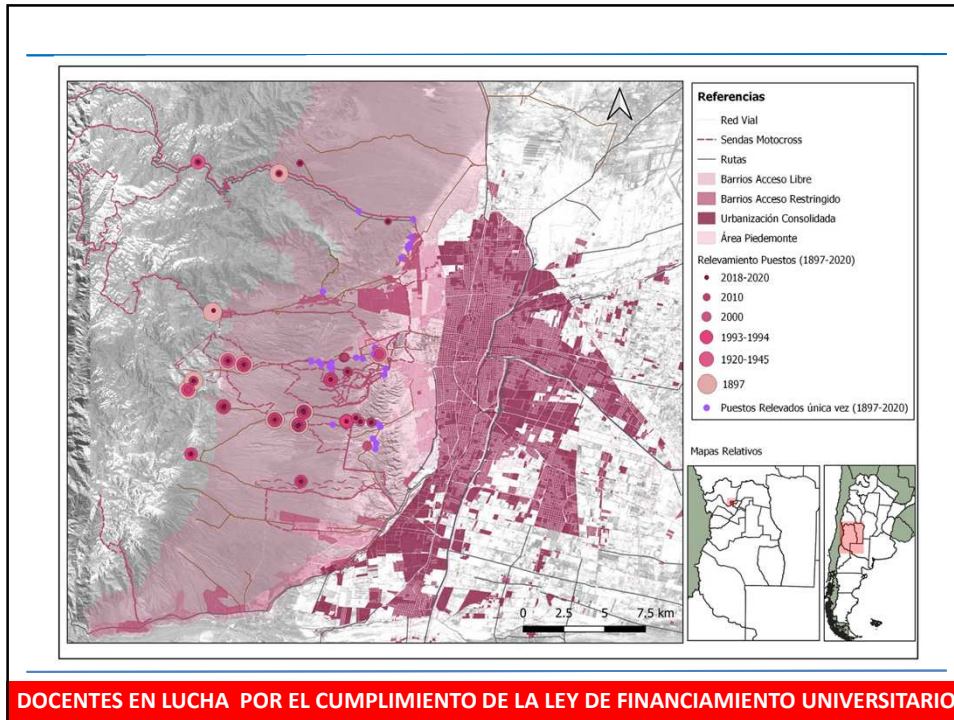 Referencias
Red Vial
Sendas Motocross
Rutas
Barrios Acceso Libre
Barrios Acceso Restringido
Urbanización Consolidada
Área Piedemonte
Relevamiento Puestos (1897-2020)
2018-2020
2010
2000
1993-1994
1920-1945
1897
Puestos Relevados única vez (1897-2020)
Mapas Relativos
0 2.5 5 7.5 km
DOCENTES EN LUCHA POR EL CUMPLIMIENTO DE LA LEY DE FINANCIAMIENTO UNIVERSITARIO